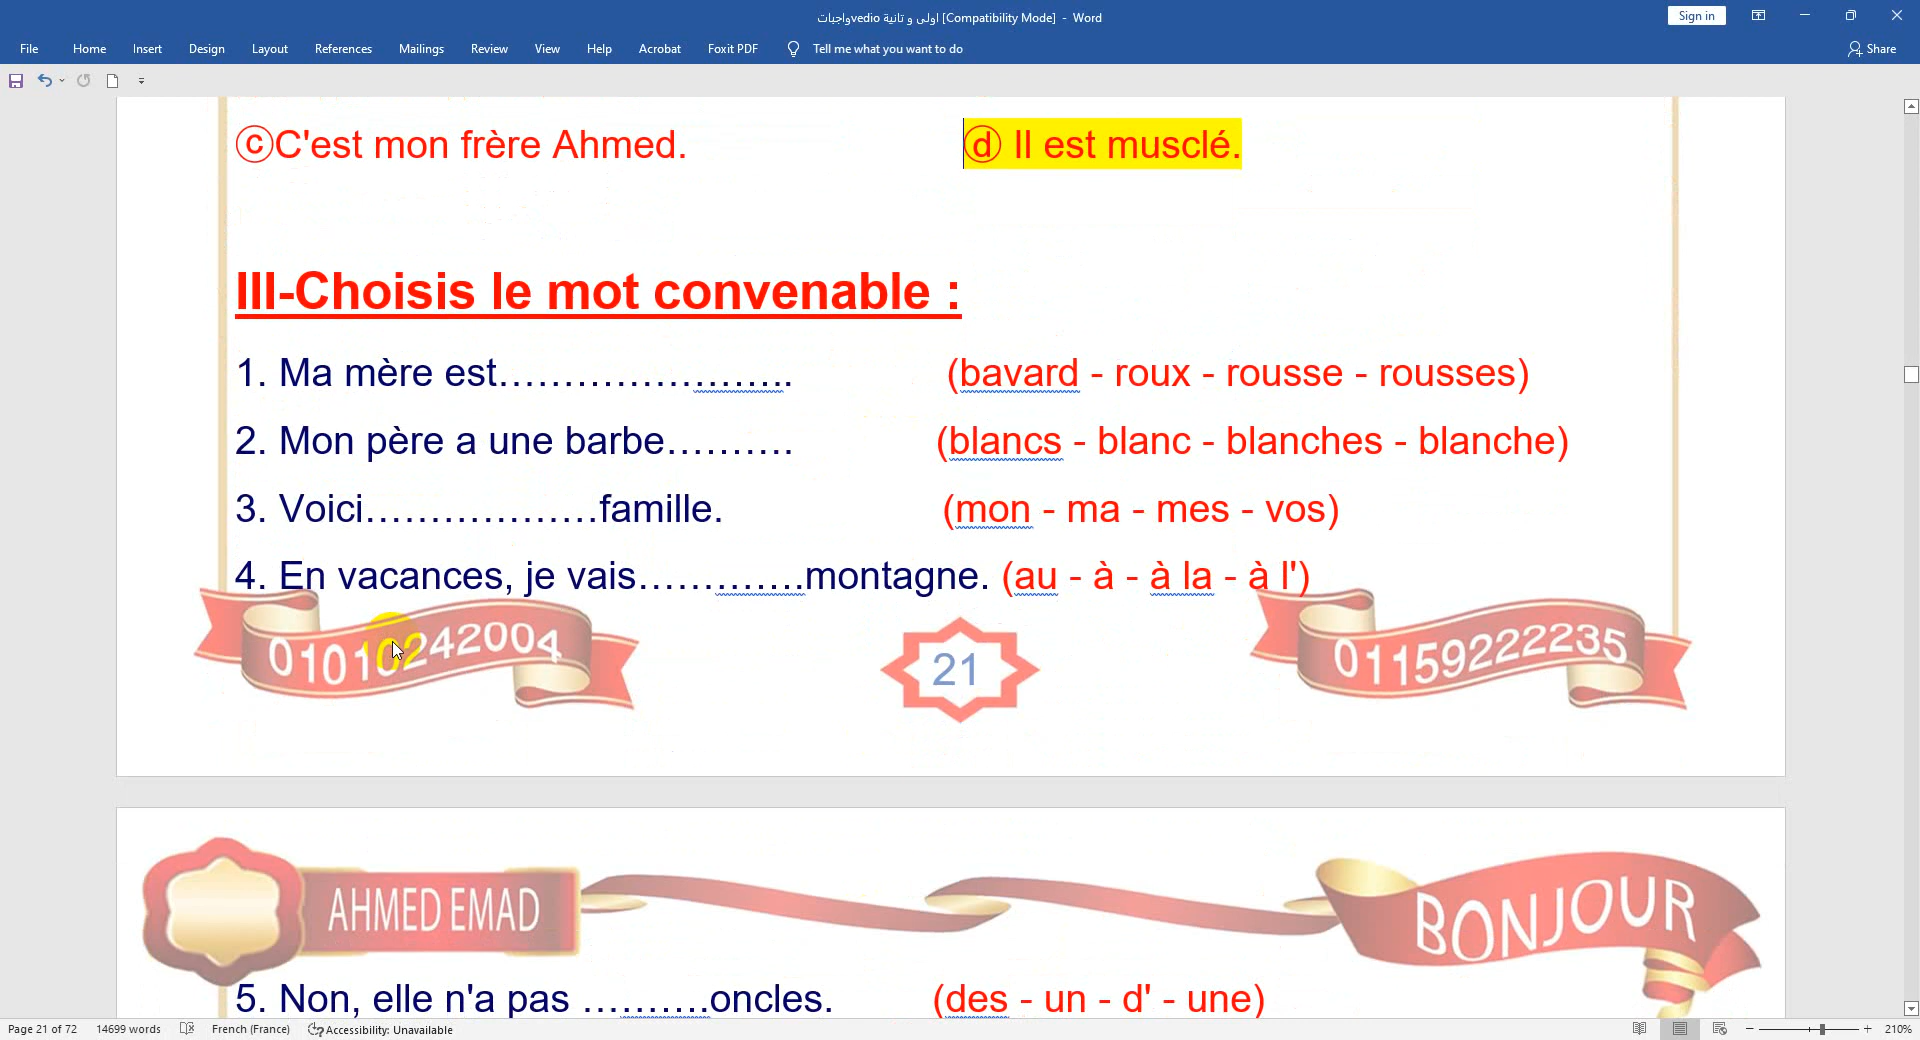 واجباتvedio اولى و تانية [Compatibility Mode] - Word
Sign in
File Home Insert Design Layout References Mailings Review View Help Acrobat Foxit PDF Tell me what you want to do Share
ⓒC'est mon frère Ahmed. ⓓ Il est musclé.
III-Choisis le mot convenable :
1. Ma mère est……………………. (bavard - roux - rousse - rousses)
2. Mon père a une barbe………. (blancs - blanc - blanches - blanche)
3. Voici………………famille. (mon - ma - mes - vos)
4. En vacances, je vais………….montagne. (au - à - à la - à l')
01010242004 21 01159222235
AHMED EMAD BONJOUR
5. Non, elle n'a pas ……….oncles. (des - un - d' - une)
Page 21 of 72 14699 words French (France) Accessibility: Unavailable 210%